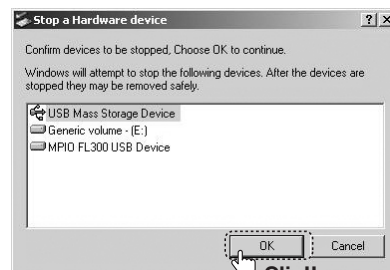 Stop a Hardware device
Confirm devices to be stopped, Choose OK to continue.
Windows will attempt to stop the following devices. After the devices are
stopped they may be removed safely.
USB Mass Storage Device
Generic volume - (E:)
MPIO FL300 USB Device
OK
Cancel